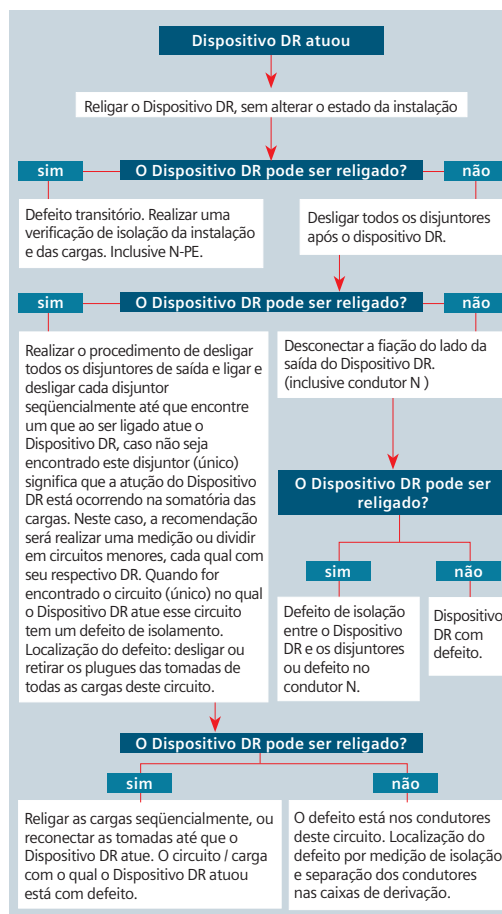 Dispositivo DR atuou
Religar o Dispositivo DR, sem alterar o estado da instalação
sim
O Dispositivo DR pode ser religado?
não
Defeito transitório. Realizar uma
verificação de isolação da instalação
e das cargas. Inclusive N-PE.
Desligar todos os disjuntores
após o dispositivo DR.
sim
O Dispositivo DR pode ser religado?
não
Realizar o procedimento de desligar
todos os disjuntores de saída e ligar e
desligar cada disjuntor
seqüencialmente até que encontre
um que ao ser ligado atue o
Dispositivo DR, caso não seja
encontrado este disjuntor (único)
significa que a atução do Dispositivo
DR está ocorrendo na somatória das
cargas. Neste caso, a recomendação
será realizar uma medição ou dividir
em circuitos menores, cada qual com
seu respectivo DR. Quando for
encontrado o circuito (único) no qual
o Dispositivo DR atue esse circuito
tem um defeito de isolamento.
Localização do defeito: desligar ou
retirar os plugues das tomadas de
todas as cargas deste circuito.
Desconectar a fiação do lado da
saída do Dispositivo DR.
(inclusive condutor N )
O Dispositivo DR pode ser
religado?
sim
não
Defeito de isolação
entre o Dispositivo
DR e os disjuntores
ou defeito no
condutor N.
Dispositivo
DR com
defeito.
O Dispositivo DR pode ser religado?
sim
não
Religar as cargas seqüencialmente, ou
reconectar as tomadas até que o
Dispositivo DR atue. O circuito / carga
com o qual o Dispositivo DR atuou
está com defeito.
O defeito está nos condutores
deste circuito. Localização do
defeito por medição de isolação
e separação dos condutores
nas caixas de derivação.